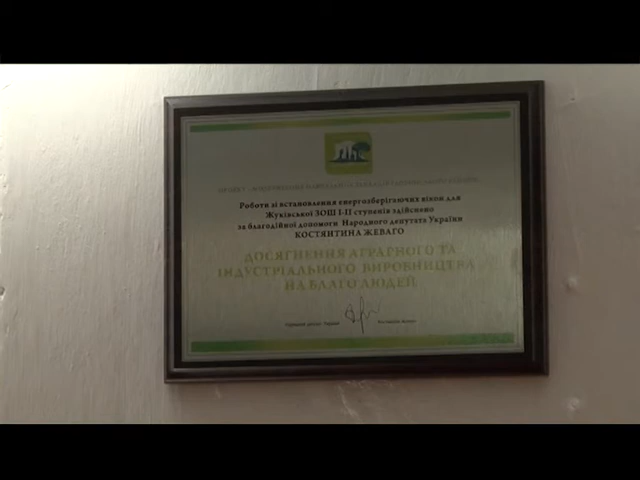 Роботи зі встановлення енергозберігаючих вікон для
Жуківської ЗОШ І-ІІ ступенів здійснено
за благодійної допомоги Народного депутата України
КОСТЯНТИНА ЖЕВАГО
ДОСЯГНЕННЯ АГРАРНОГО ТА
ІНДУСТРІАЛЬНОГО ВИРОБНИЦТВА
НА БЛАГО ЛЮДЕЙ